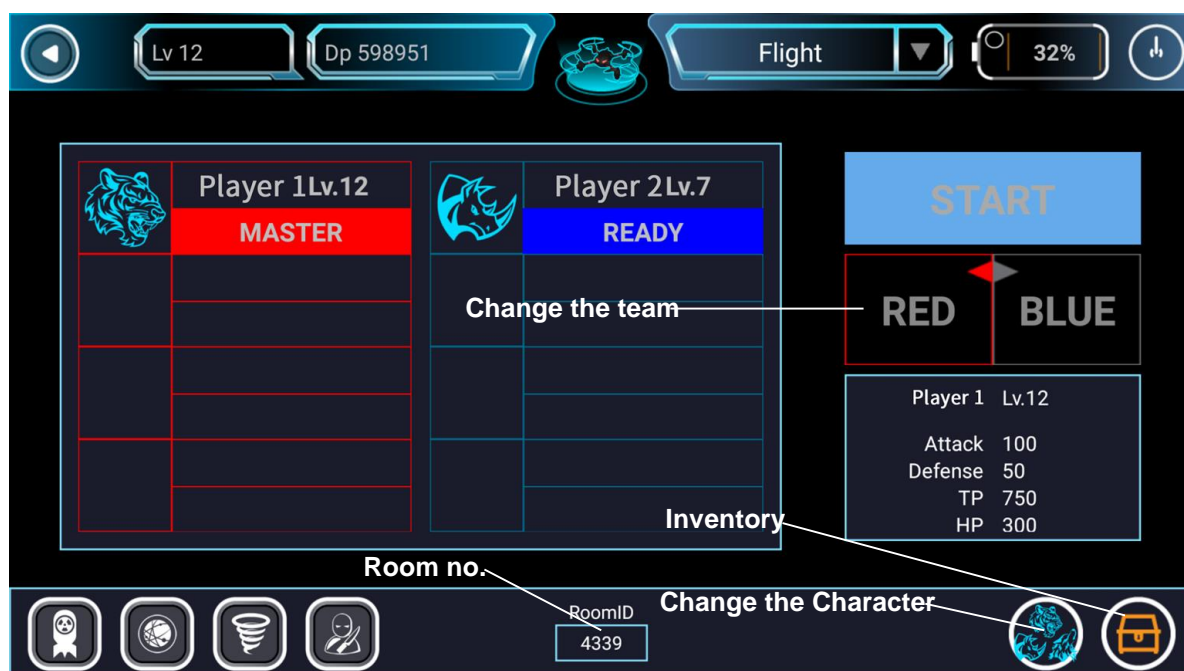 Lv 12
Dp 598951
Flight
32%
Player 1Lv.12
MASTER
Player 2Lv.7
READY
START
Change the team
RED
BLUE
Player 1 Lv.12
Attack 100
Defense 50
TP 750
HP 300
Inventory
Room no.
RoomID
4339
Change the Character